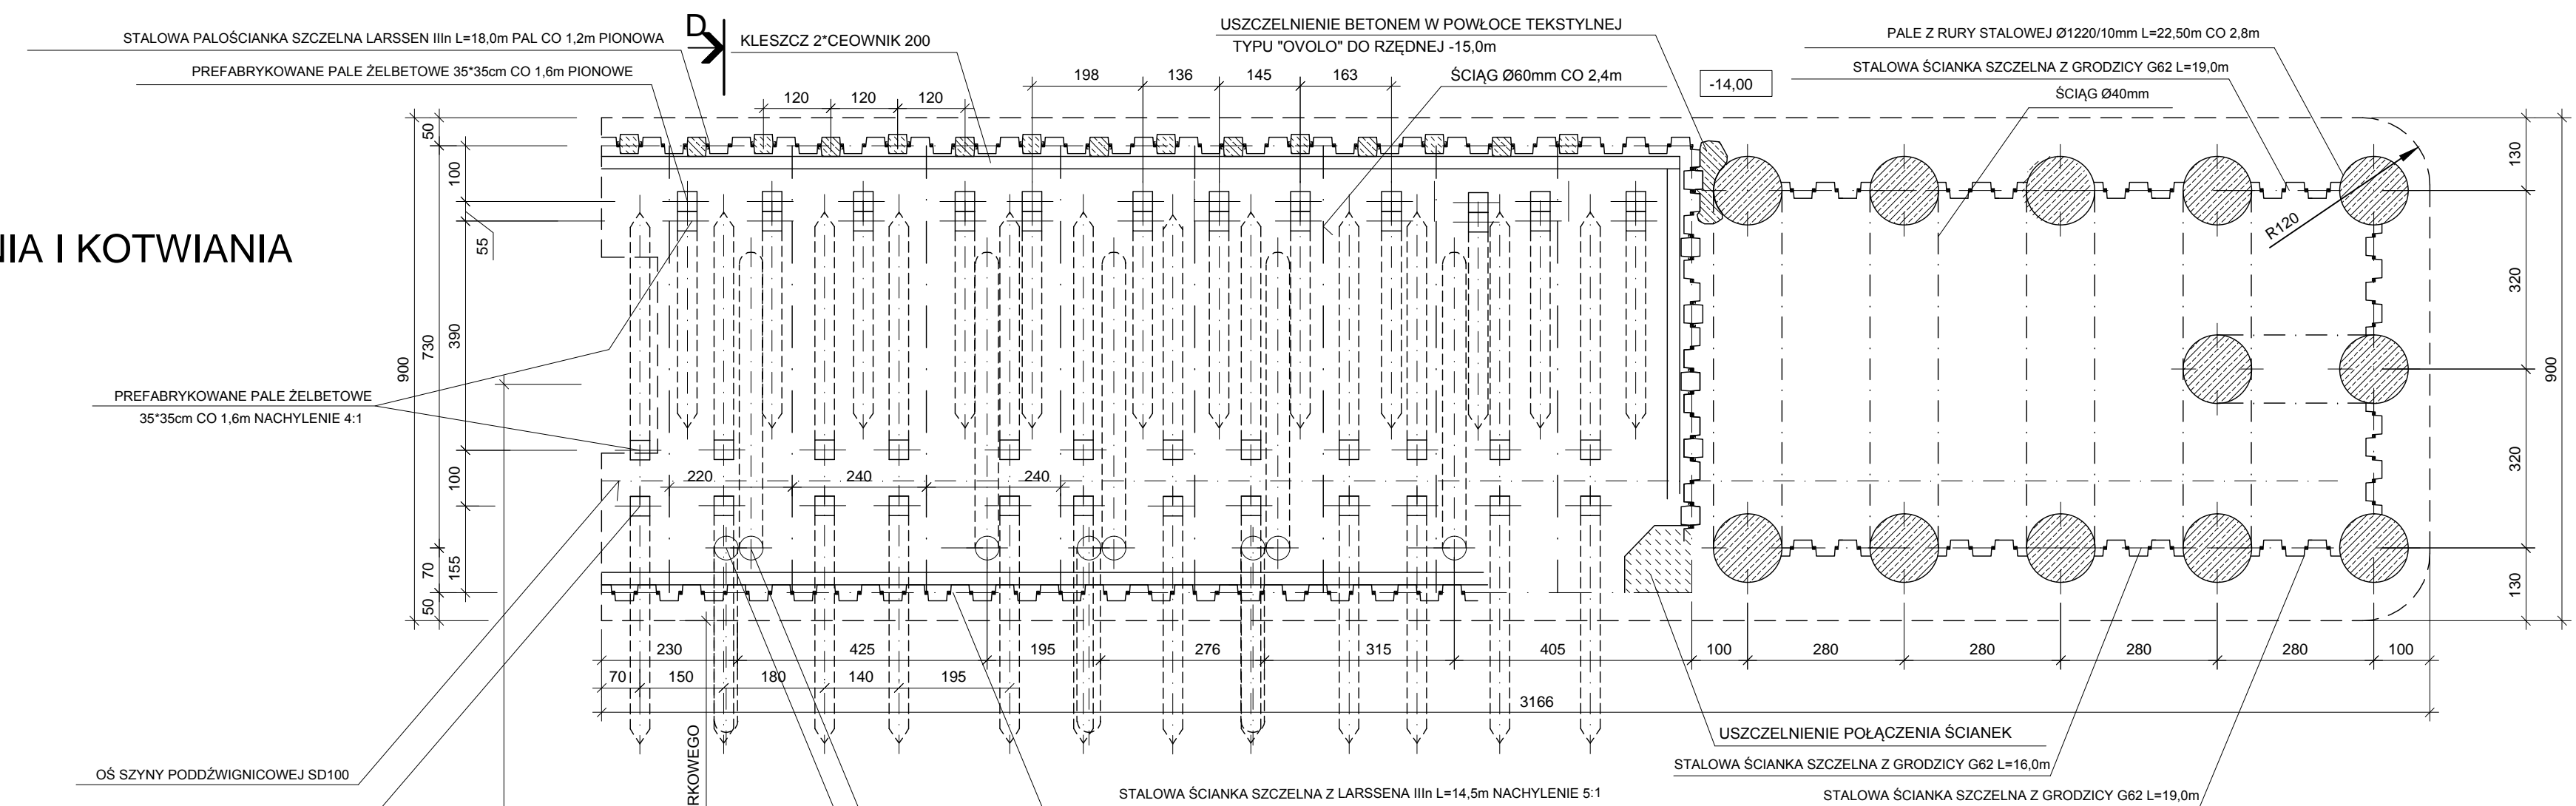 D
STALOWA PALOŚCIANKA SZCZELNA LARSSEN IIIn L=18,0m PAL CO 1,2m PIONOWA
KLESZCZ 2*CEOWNIK 200
USZCZELNIENIE BETONEM W POWŁOCE TEKSTYLNEJ
TYPU "OVOLO" DO RZĘDNEJ -15,0m
PALE Z RURY STALOWEJ Ø1220/10mm L=22,50m CO 2,8m
PREFABRYKOWANE PALE ŻELBETOWE 35*35cm CO 1,6m PIONOWE
198 136 145 163
ŚCIĄG Ø60mm CO 2,4m
-14,00
STALOWA ŚCIANKA SZCZELNA Z GRODZICY G62 L=19,0m
ŚCIĄG Ø40mm
120 120 120
NIA I KOTWIANIA
900
50
730
70
50
100
55
390
100
155
R120
130
320
320
130
900
PREFABRYKOWANE PALE ŻELBETOWE
35*35cm CO 1,6m NACHYLENIE 4:1
220 240 240
230 425 195 276 315 405 100 280 280 280 280 100
70 150 180 140 195
3166
RKOWEGO
USZCZELNIENIE POŁĄCZENIA ŚCIANEK
STALOWA ŚCIANKA SZCZELNA Z GRODZICY G62 L=16,0m
OŚ SZYNY PODDŹWIGNICOWEJ SD100
STALOWA ŚCIANKA SZCZELNA Z LARSSENA IIIn L=14,5m NACHYLENIE 5:1
STALOWA ŚCIANKA SZCZELNA Z GRODZICY G62 L=19,0m